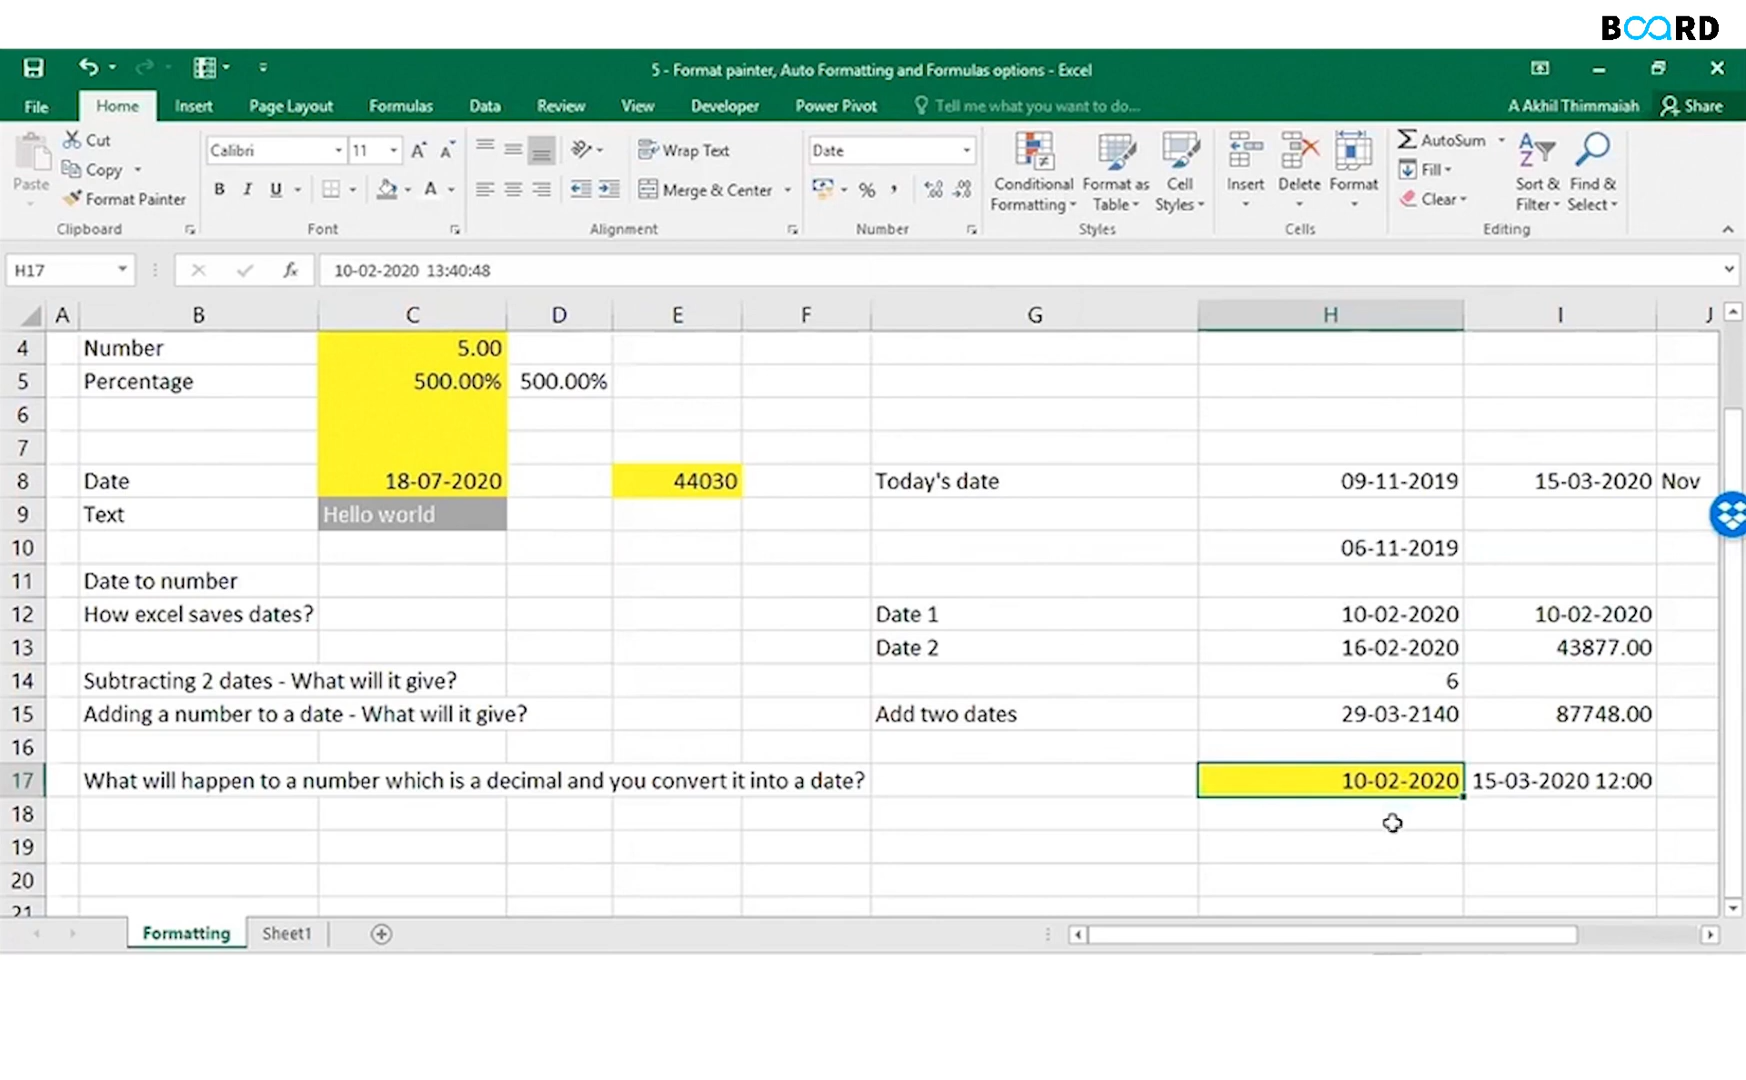 BOARD
5 - Format painter, Auto Formatting and Formulas options - Excel
File Home Insert Page Layout Formulas Data Review View Developer Power Pivot Tell me what you want to do... A Akhil Thimmaiah Share
Paste
Cut
Copy
Format Painter
Clipboard
Calibri 11
B I U
Font
Wrap Text
Merge & Center
Alignment
Date
%
Number
Conditional Formatting
Format as Table
Cell Styles
Styles
Insert Delete Format
Cells
AutoSum
Fill
Clear
Sort & Filter
Find & Select
Editing
H17 fx 10-02-2020 13:40:48
A B C D E F G H I J
4 Number 5.00
5 Percentage 500.00% 500.00%
6
7
8 Date 18-07-2020 44030 Today's date 09-11-2019 15-03-2020 Nov
9 Text Hello world
10 06-11-2019
11 Date to number
12 How excel saves dates? Date 1 10-02-2020 10-02-2020
13 Date 2 16-02-2020 43877.00
14 Subtracting 2 dates - What will it give? 6
15 Adding a number to a date - What will it give? Add two dates 29-03-2140 87748.00
16
17 What will happen to a number which is a decimal and you convert it into a date? 10-02-2020 15-03-2020 12:00
18
19
20
21
Formatting Sheet1